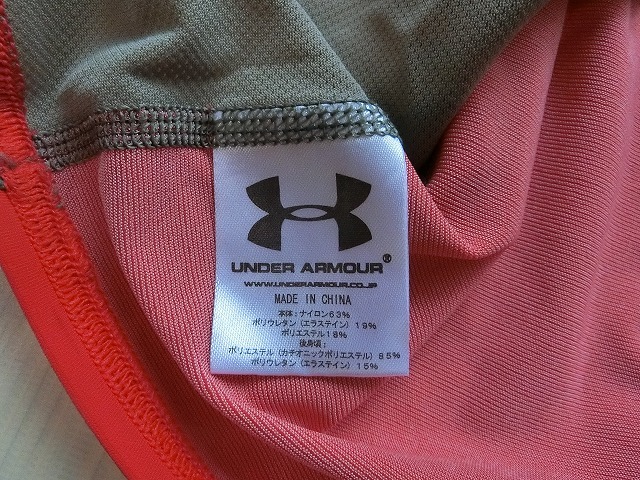 UNDER ARMOUR®
WWW.UNDERARMOUR.CO.JP
MADE IN CHINA
本体:ナイロン63%
ポリウレタン(エラステイン)19%
ポリエステル18%
後身頃:
ポリエステル(カチオニックポリエステル)85%
ポリウレタン(エラステイン)15%